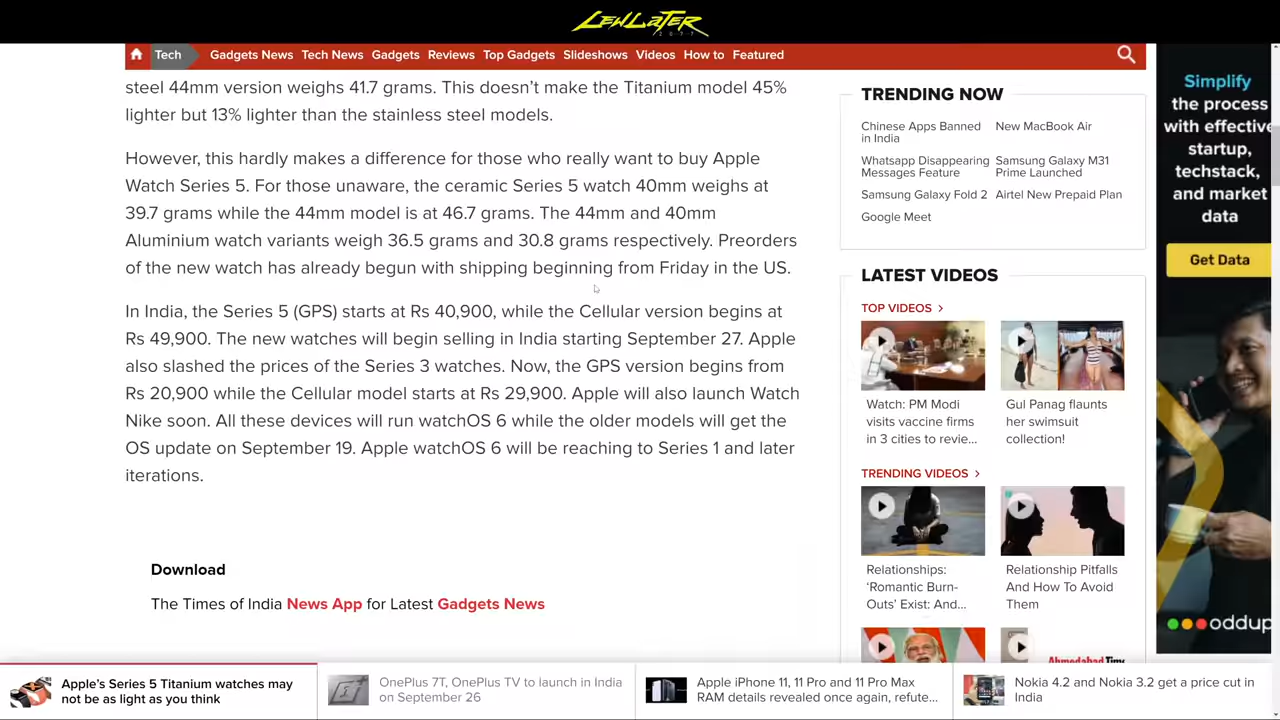 LEWLATER
2077
Tech
Gadgets News Tech News Gadgets Reviews Top Gadgets Slideshows Videos How to Featured
steel 44mm version weighs 41.7 grams. This doesn’t make the Titanium model 45%
lighter but 13% lighter than the stainless steel models.
However, this hardly makes a difference for those who really want to buy Apple
Watch Series 5. For those unaware, the ceramic Series 5 watch 40mm weighs at
39.7 grams while the 44mm model is at 46.7 grams. The 44mm and 40mm
Aluminium watch variants weigh 36.5 grams and 30.8 grams respectively. Preorders
of the new watch has already begun with shipping beginning from Friday in the US.
In India, the Series 5 (GPS) starts at Rs 40,900, while the Cellular version begins at
Rs 49,900. The new watches will begin selling in India starting September 27. Apple
also slashed the prices of the Series 3 watches. Now, the GPS version begins from
Rs 20,900 while the Cellular model starts at Rs 29,900. Apple will also launch Watch
Nike soon. All these devices will run watchOS 6 while the older models will get the
OS update on September 19. Apple watchOS 6 will be reaching to Series 1 and later
iterations.
Download
The Times of India News App for Latest Gadgets News
TRENDING NOW
Chinese Apps Banned
in India
New MacBook Air
Whatsapp Disappearing
Messages Feature
Samsung Galaxy M31
Prime Launched
Samsung Galaxy Fold 2
Airtel New Prepaid Plan
Google Meet
LATEST VIDEOS
TOP VIDEOS >
Watch: PM Modi
visits vaccine firms
in 3 cities to revie...
Gul Panag flaunts
her swimsuit
collection!
TRENDING VIDEOS >
Relationships:
‘Romantic Burn-
Outs’ Exist: And...
Relationship Pitfalls
And How To Avoid
Them
Simplify
the process
with effective
startup,
techstack,
and market
data
Get Data
oddup
Apple’s Series 5 Titanium watches may
not be as light as you think
OnePlus 7T, OnePlus TV to launch in India
on September 26
Apple iPhone 11, 11 Pro and 11 Pro Max
RAM details revealed once again, refute...
Nokia 4.2 and Nokia 3.2 get a price cut in
India